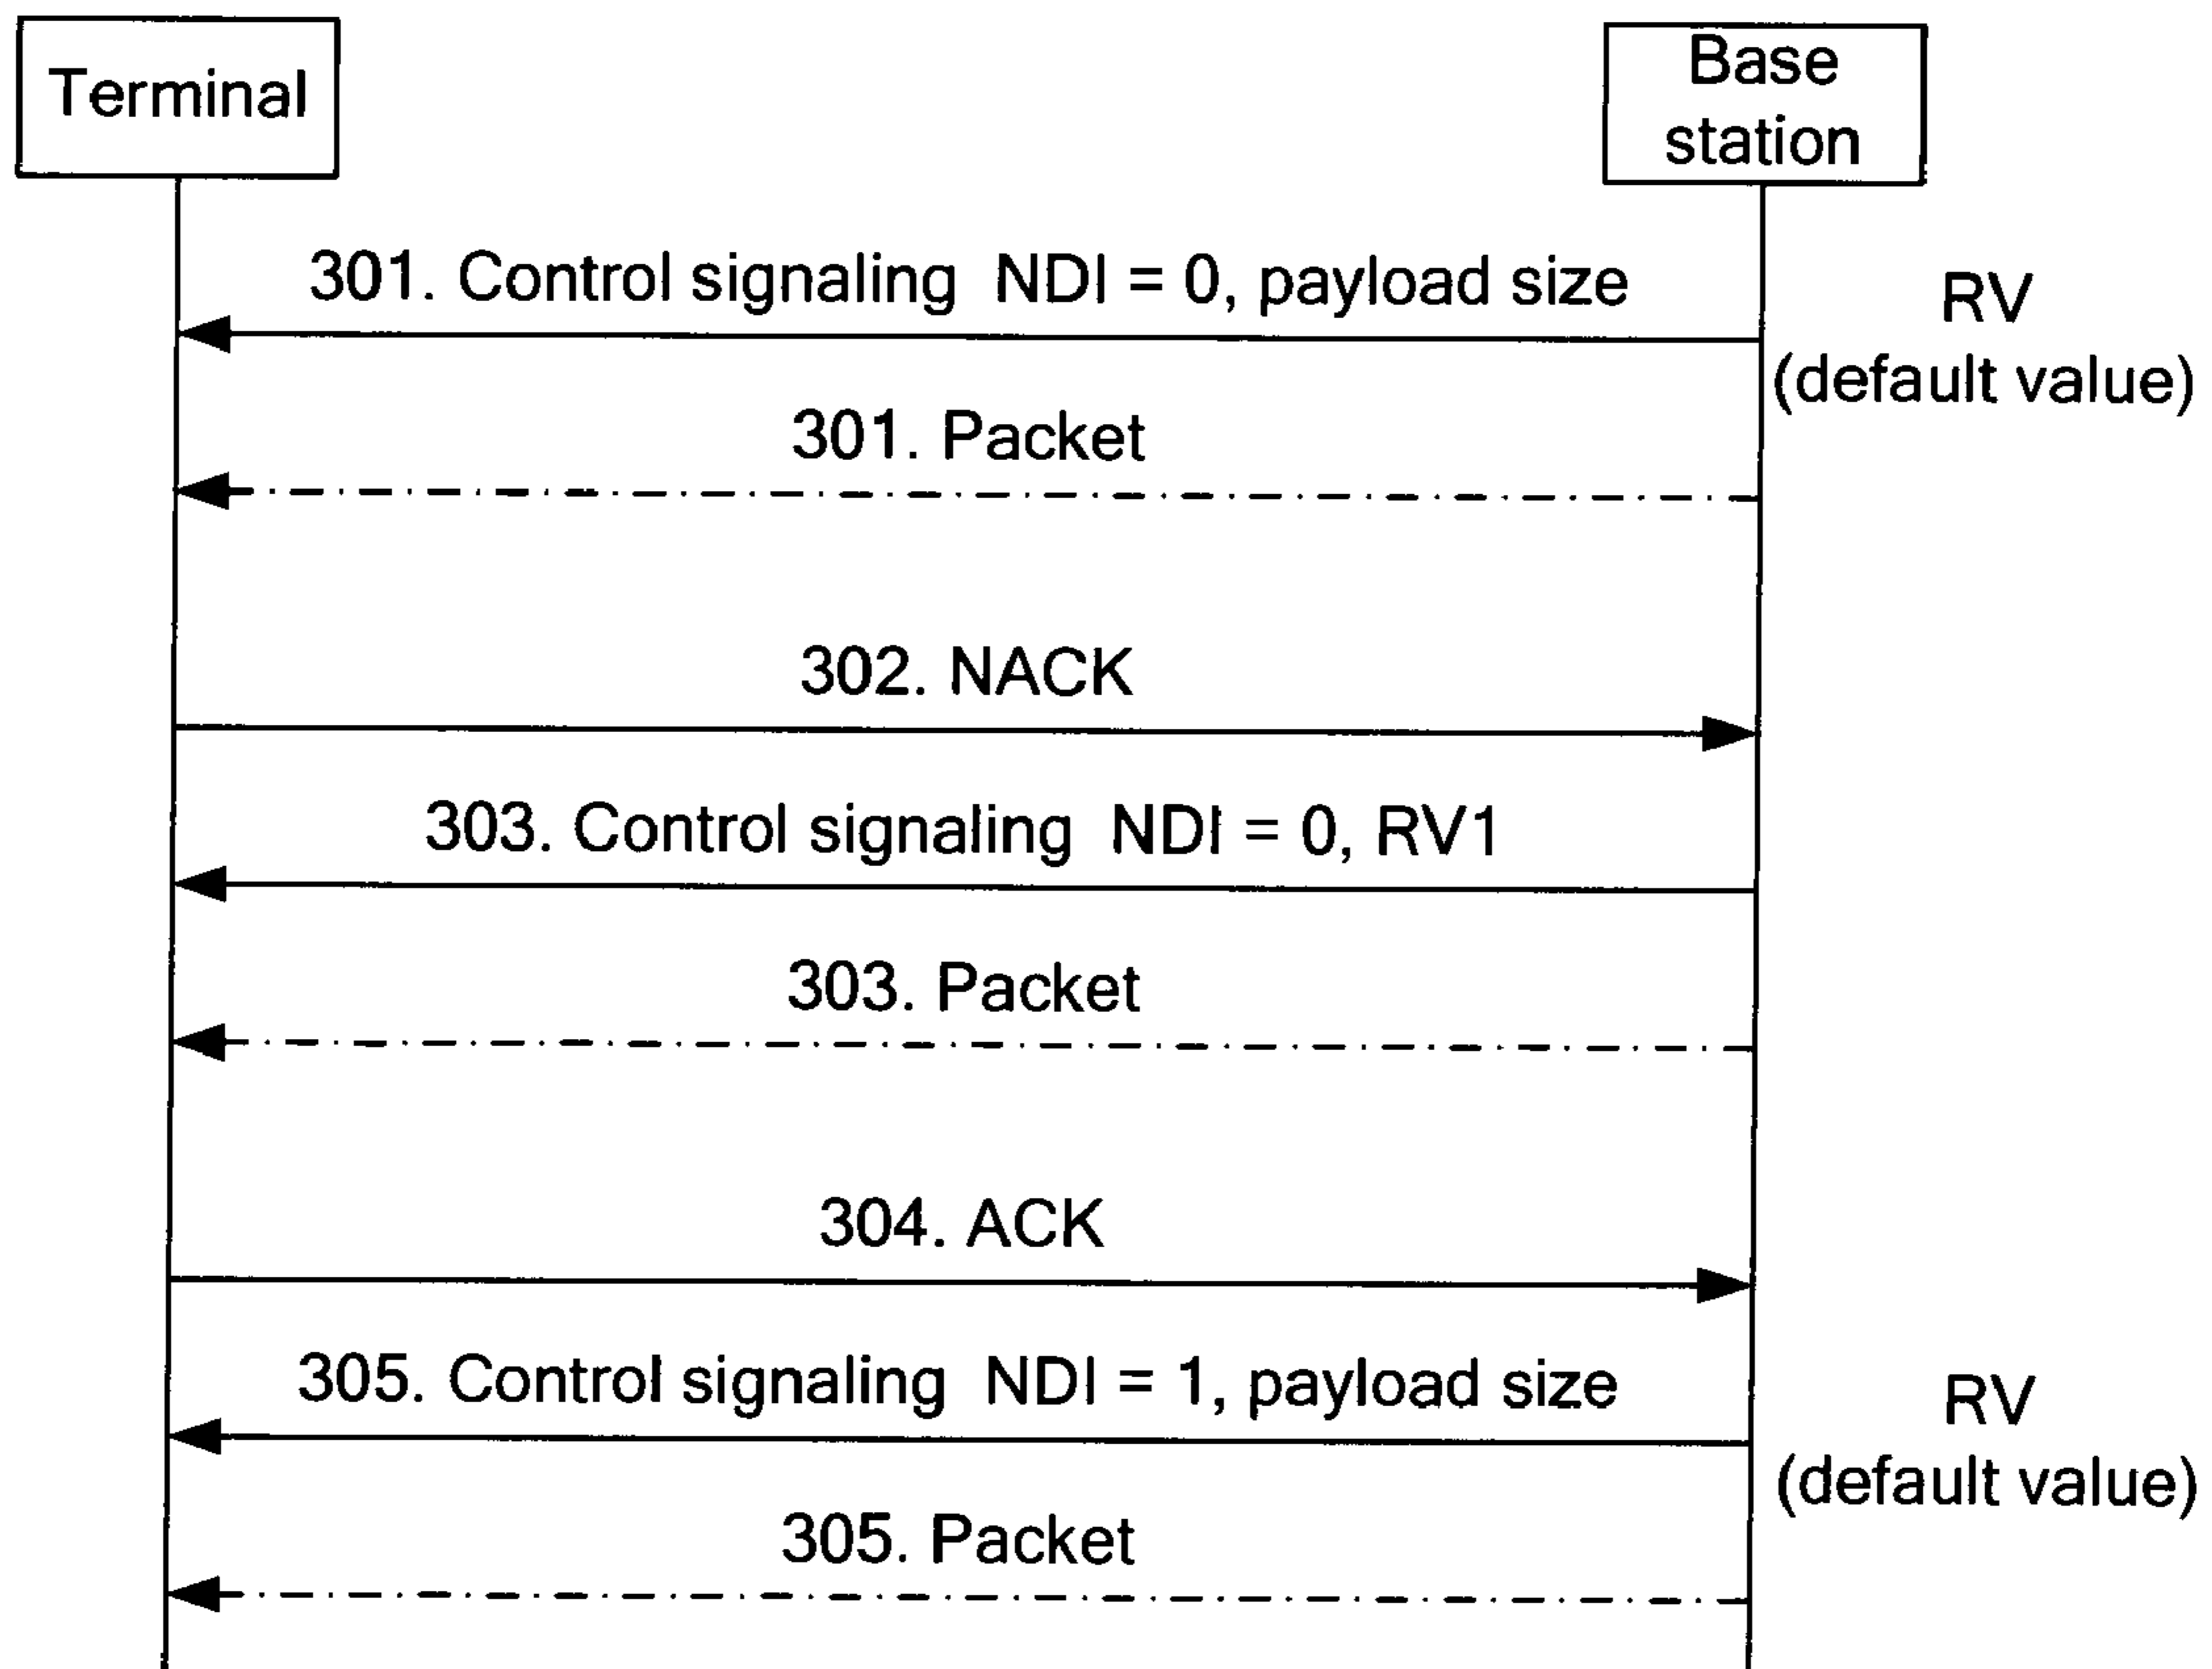 Terminal
Base
station
301. Control signaling NDI = 0, payload size
RV
(default value)
301. Packet
302. NACK
303. Control signaling NDI = 0, RV1
303. Packet
304. ACK
305. Control signaling NDI = 1, payload size
RV
(default value)
305. Packet